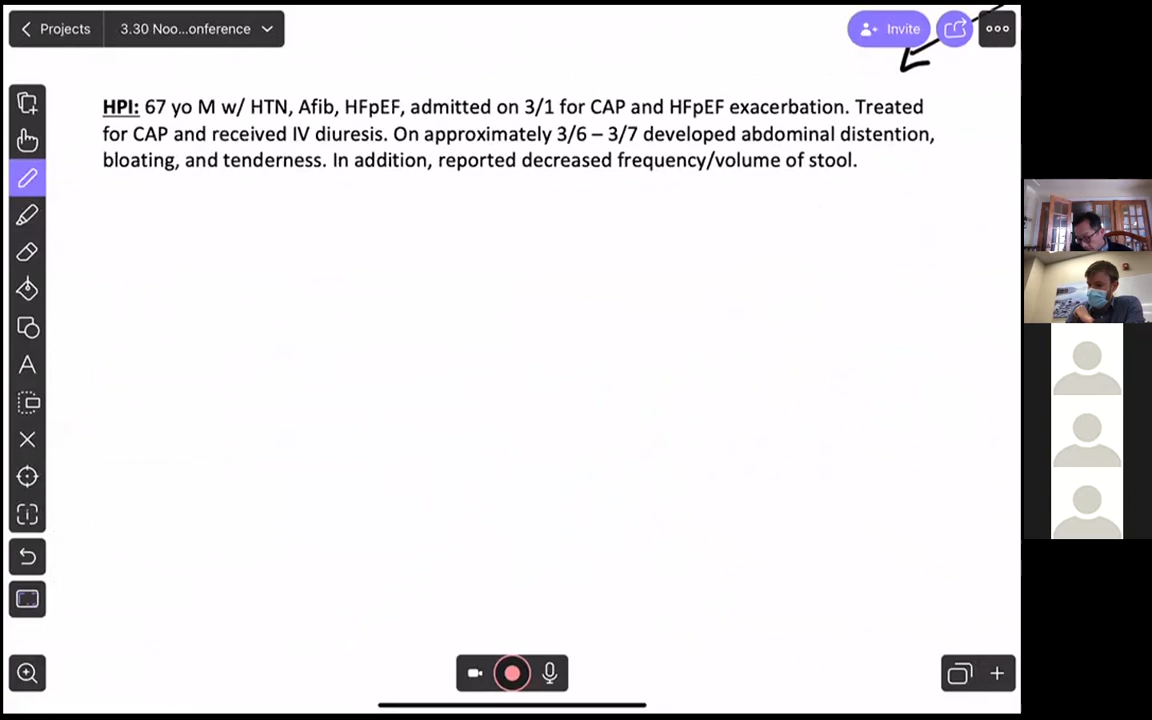 Projects
3.30 Noo...onference
Invite
HPI: 67 yo M w/ HTN, Afib, HFpEF, admitted on 3/1 for CAP and HFpEF exacerbation. Treated
for CAP and received IV diuresis. On approximately 3/6 – 3/7 developed abdominal distention,
bloating, and tenderness. In addition, reported decreased frequency/volume of stool.